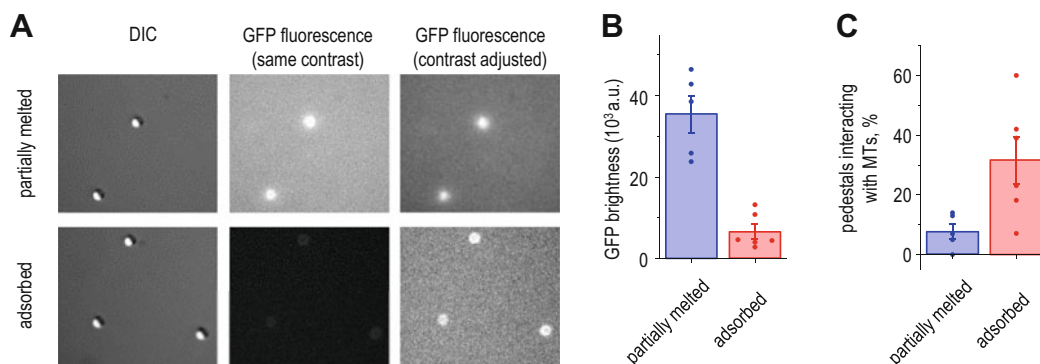 A
DIC
GFP fluorescence
(same contrast)
GFP fluorescence
(contrast adjusted)
partially melted
adsorbed
B
GFP brightness (10³ a.u.)
40
20
0
partially melted
adsorbed
C
pedestals interacting
with MTs, %
60
40
20
0
partially melted
adsorbed